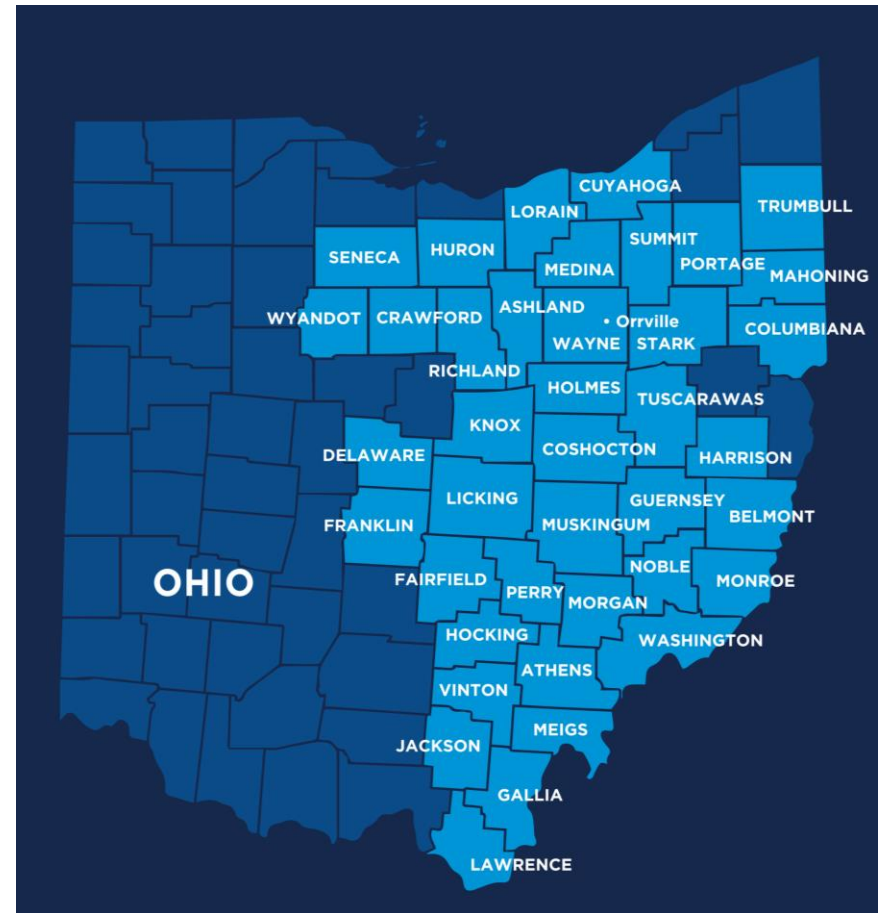 CUYAHOGA
LORAIN
TRUMBULL
SUMMIT
HURON
SENECA
MEDINA
PORTAGE
MAHONING
ASHLAND
WYANDOT
CRAWFORD
• Orrville
COLUMBIANA
WAYNE
STARK
RICHLAND
HOLMES
TUSCARAWAS
KNOX
COSHOCTON
DELAWARE
HARRISON
LICKING
GUERNSEY
BELMONT
FRANKLIN
MUSKINGUM
NOBLE
OHIO
FAIRFIELD
MONROE
PERRY
MORGAN
HOCKING
WASHINGTON
ATHENS
VINTON
MEIGS
JACKSON
GALLIA
LAWRENCE